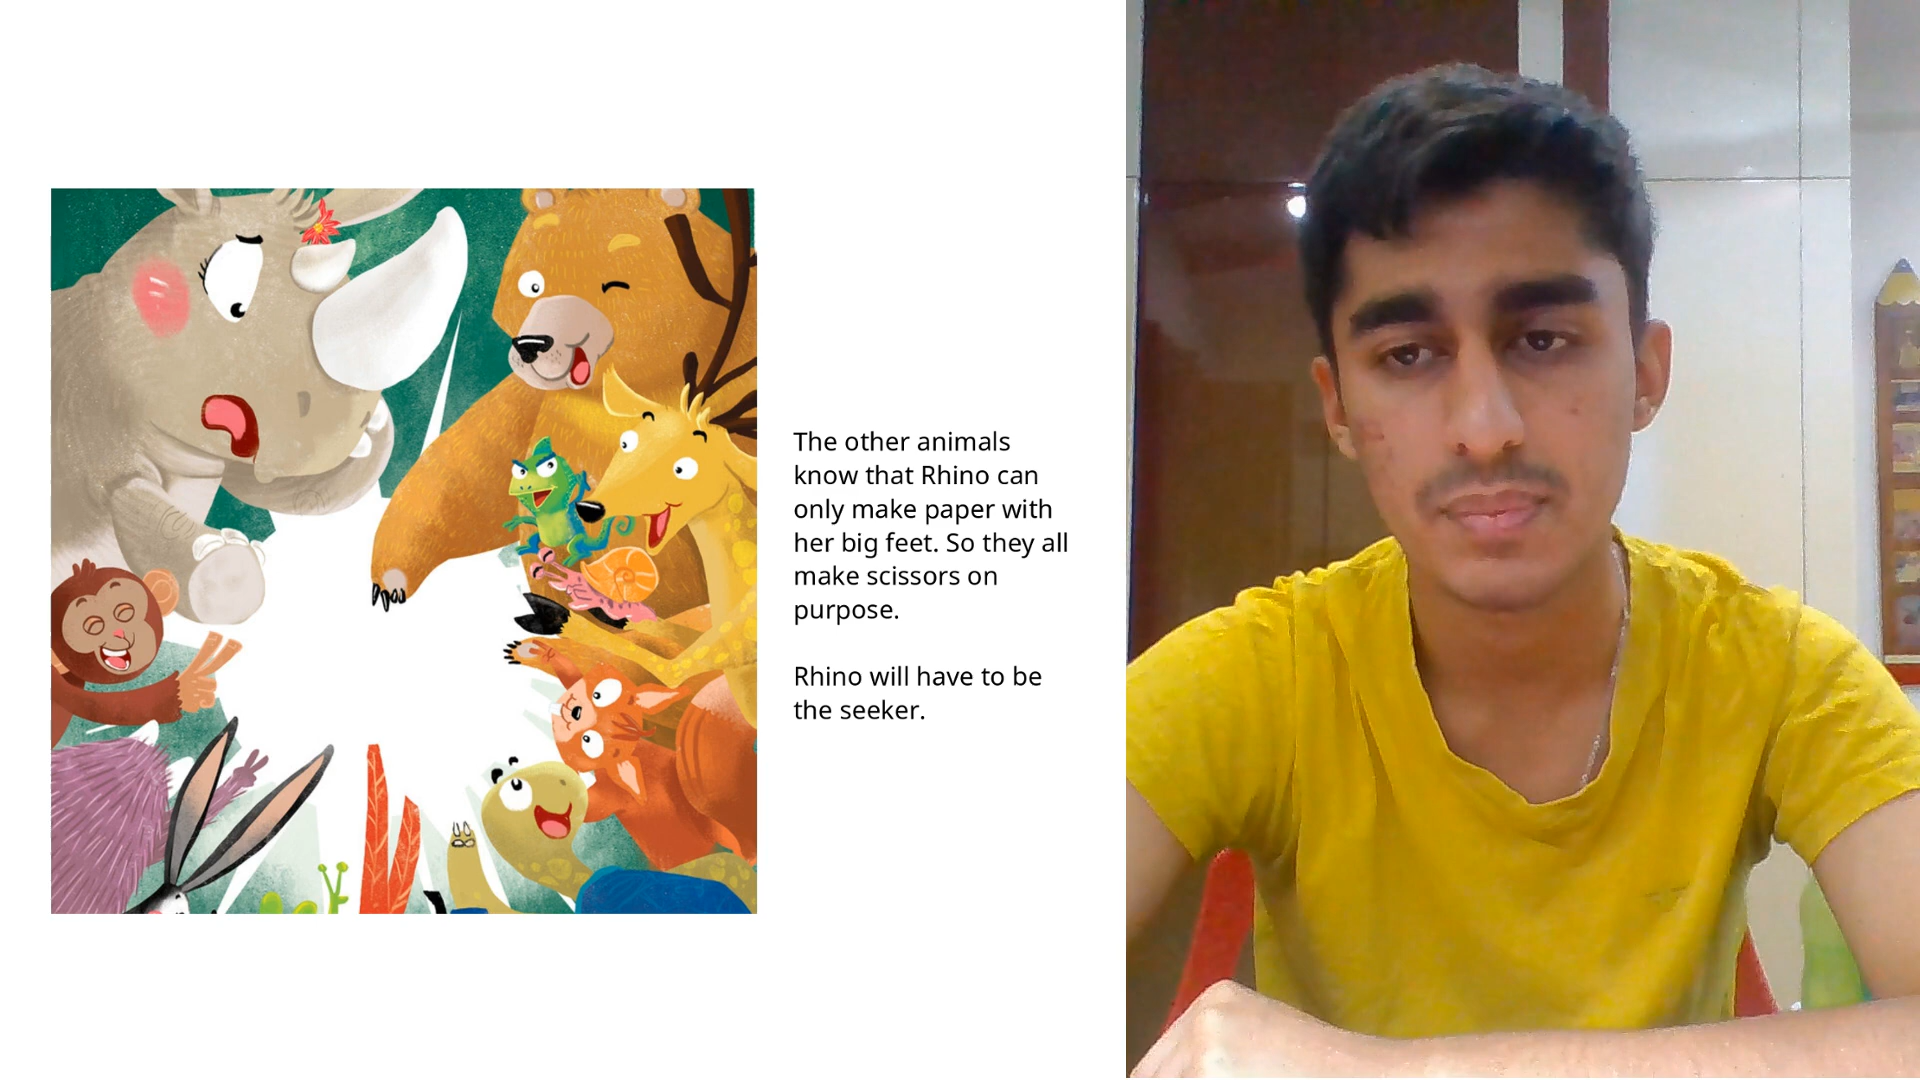 The other animals
know that Rhino can
only make paper with
her big feet. So they all
make scissors on
purpose.
Rhino will have to be
the seeker.